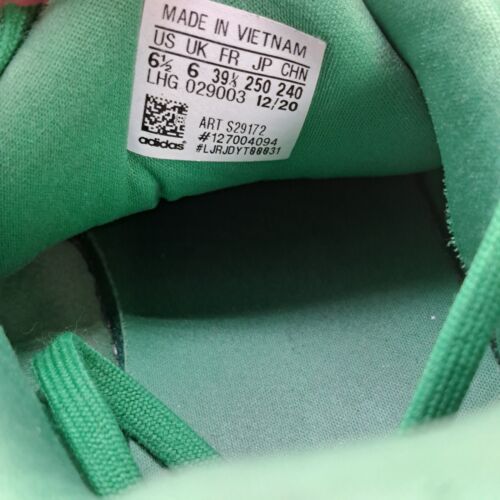 MADE IN VIETNAM
US UK FR JP CHN
6½ 6 39⅓ 250 240
LHG 029003 12/20
ART S29172
#127004094
adidas #LJRJDYT00031